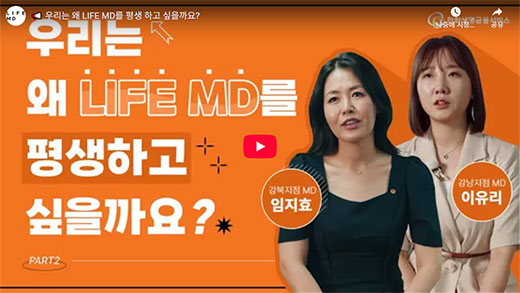 LIFE MD
우리는 왜 LIFE MD를 평생 하고 싶을까요?
공유
우리는
왜 LIFE MD를
평생하고
싶을까요?
강북지점 MD
임지효
강남지점 MD
이유리
PART2